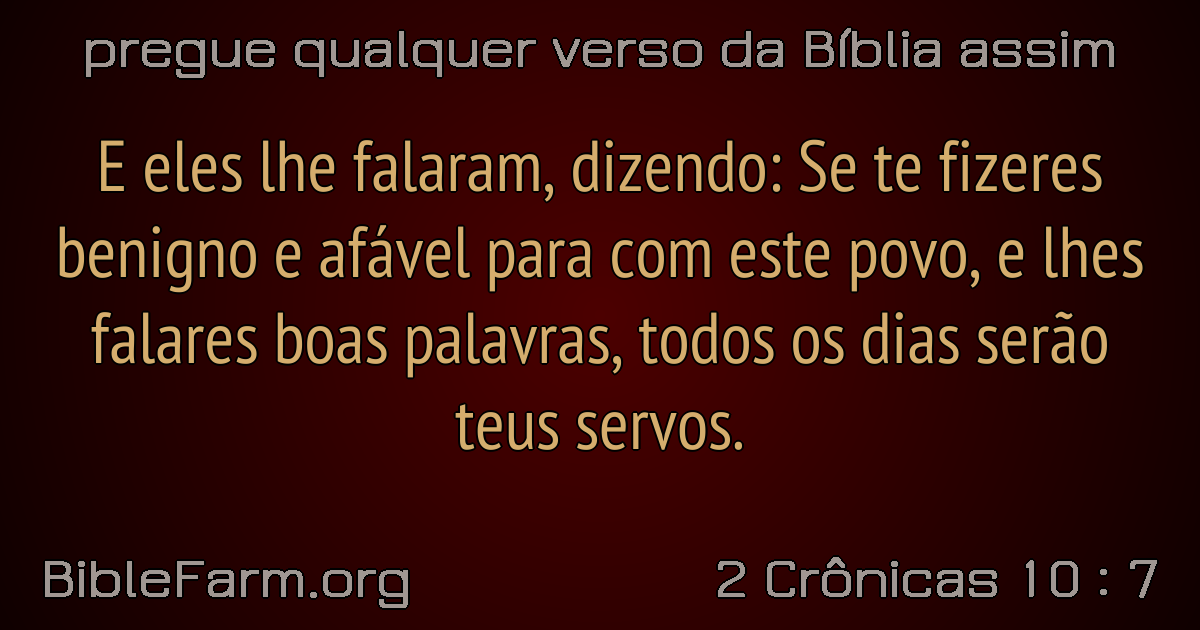 pregue qualquer verso da Bíblia assim
E eles lhe falaram, dizendo: Se te fizeres
benigno e afável para com este povo, e lhes
falares boas palavras, todos os dias serão
teus servos.
BibleFarm.org
2 Crônicas 10 : 7